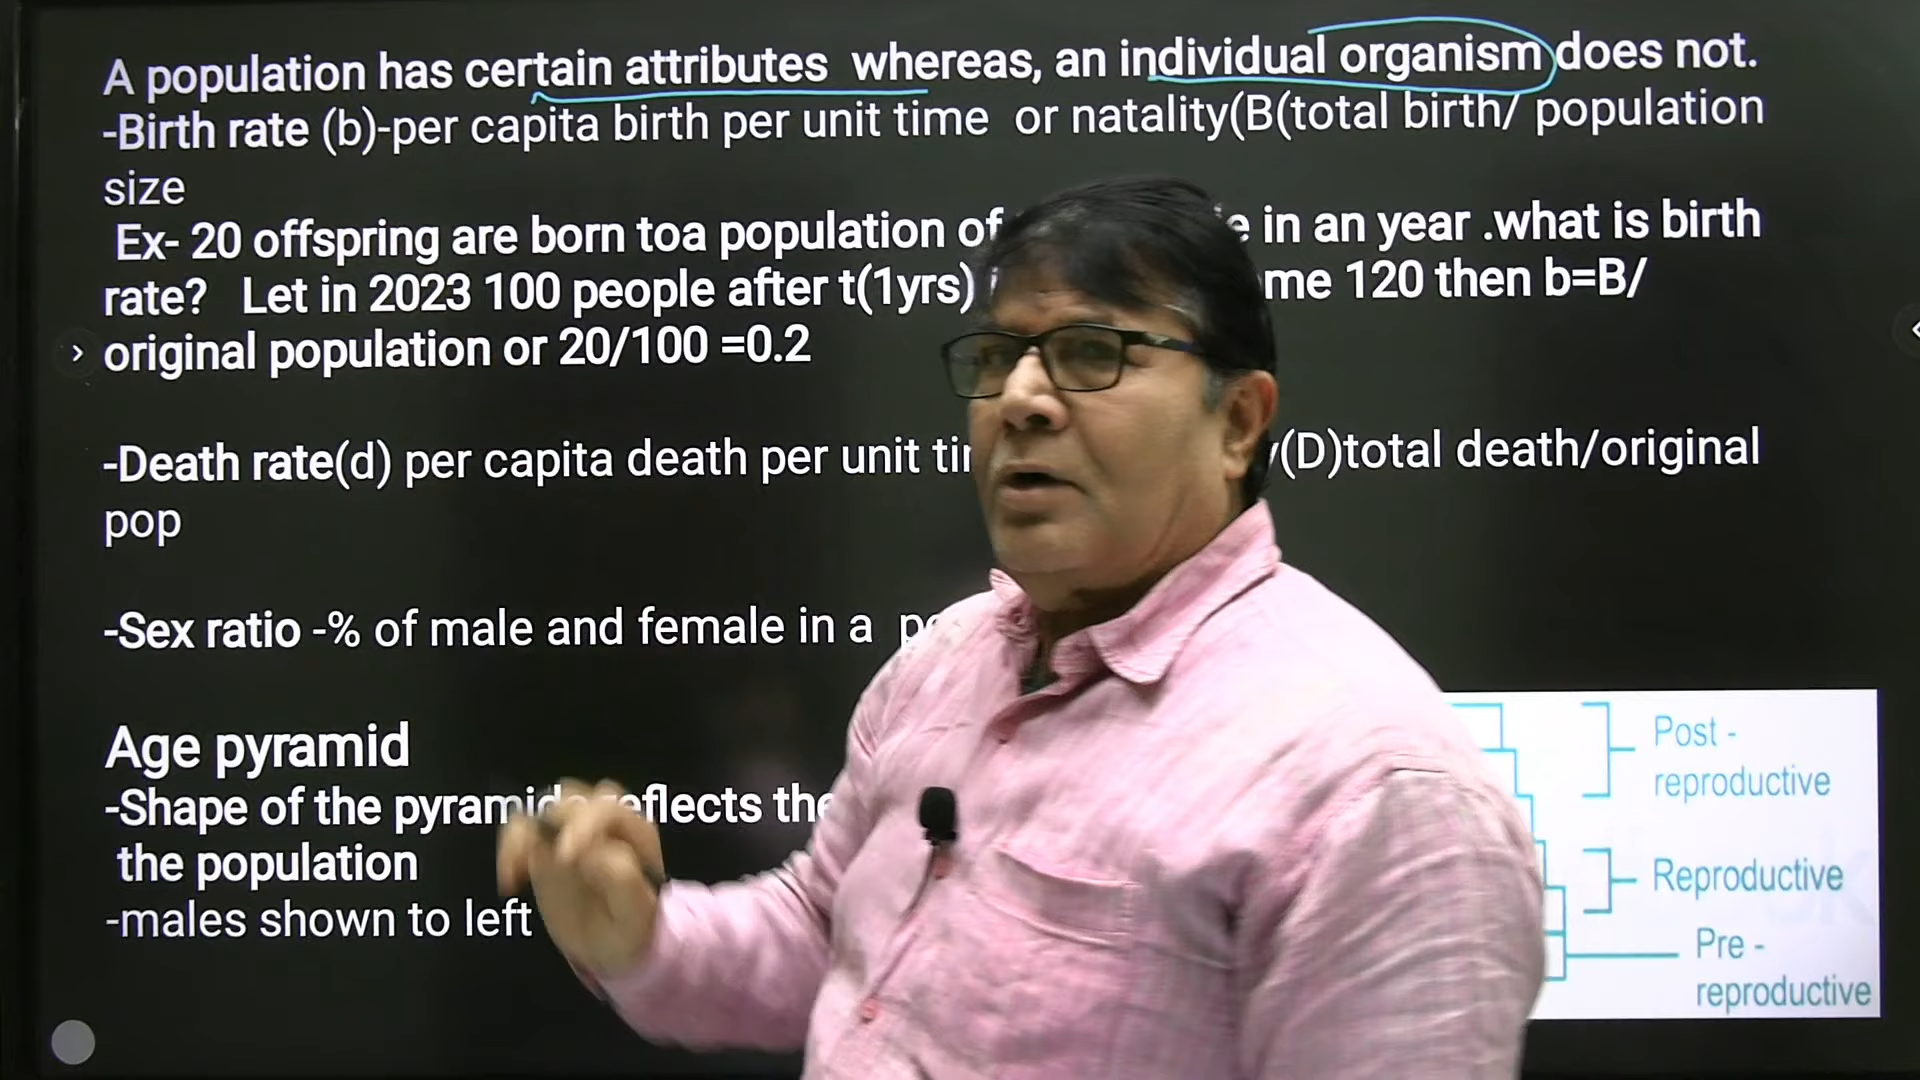 A population has certain attributes whereas, an individual organism does not.
-Birth rate (b)-per capita birth per unit time or natality(B(total birth/ population
size
Ex- 20 offspring are born toa population of in an year .what is birth
rate? Let in 2023 100 people after t(1yrs) 120 then b=B/
original population or 20/100 =0.2
-Death rate(d) per capita death per unit (D)total death/original
pop
-Sex ratio -% of male and female in a
Age pyramid
-Shape of the pyramid reflects the
the population
-males shown to left
Post -
reproductive
Reproductive
Pre -
reproductive